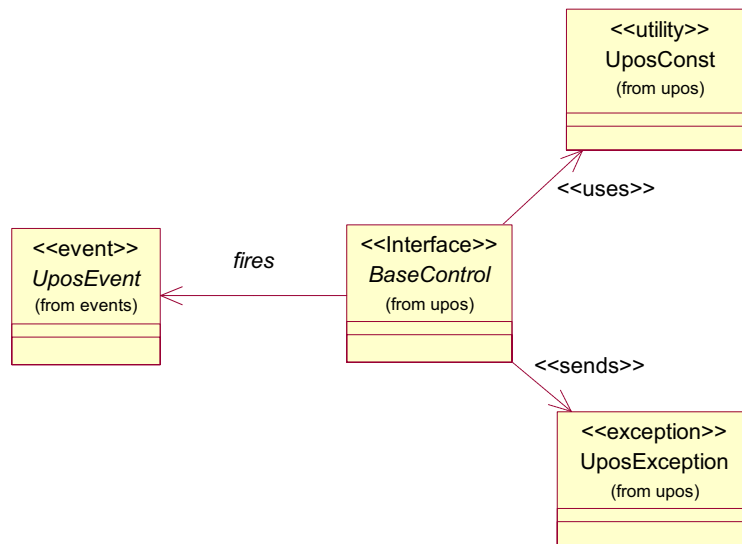 <<utility>>
UposConst
(from upos)
<<uses>>
<<event>>
UposEvent
(from events)
fires
<<Interface>>
BaseControl
(from upos)
<<sends>>
<<exception>>
UposException
(from upos)